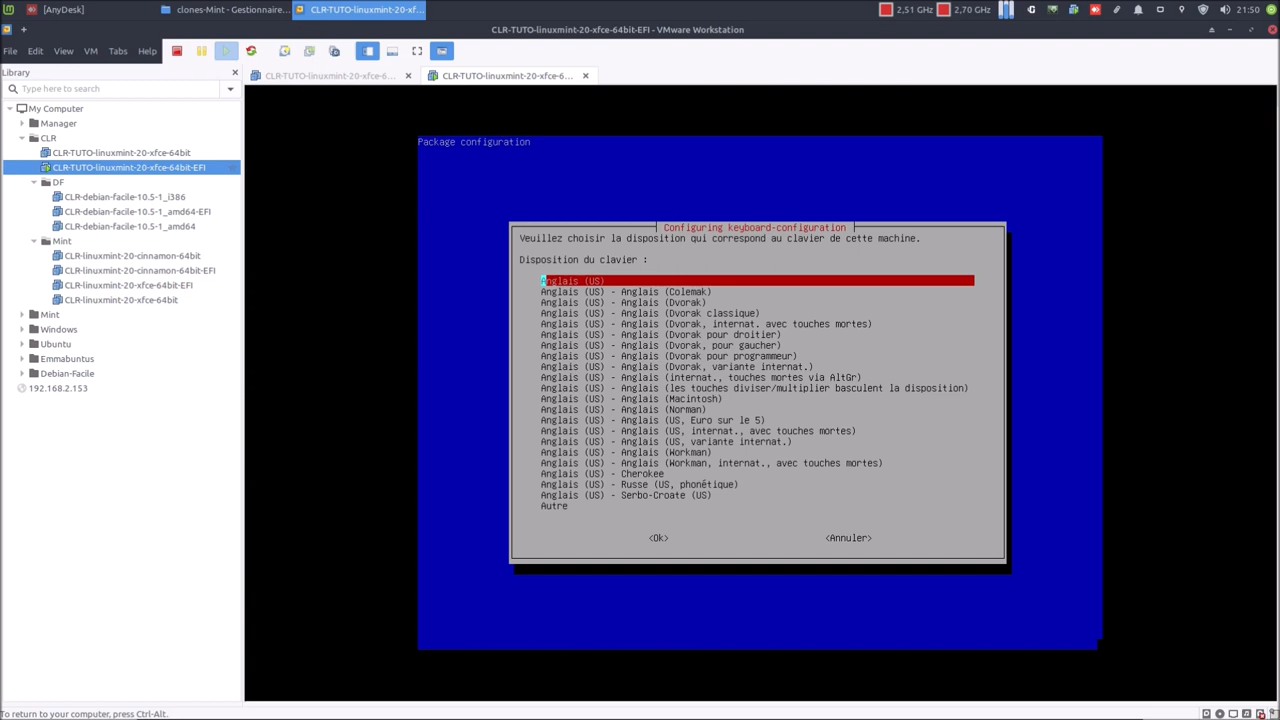 [AnyDesk]
clones-Mint - Gestionnaire...
CLR-TUTO-linuxmint-20-xf...
2,51 GHz
2,70 GHz
21:50
CLR-TUTO-linuxmint-20-xfce-64bit-EFI - VMware Workstation
File Edit View VM Tabs Help
Library
CLR-TUTO-linuxmint-20-xfce-6...
CLR-TUTO-linuxmint-20-xfce-6...
Type here to search
My Computer
Manager
CLR
CLR-TUTO-linuxmint-20-xfce-64bit
CLR-TUTO-linuxmint-20-xfce-64bit-EFI
DF
CLR-debian-facile-10.5-1_i386
CLR-debian-facile-10.5-1_amd64-EFI
CLR-debian-facile-10.5-1_amd64
Mint
CLR-linuxmint-20-cinnamon-64bit
CLR-linuxmint-20-cinnamon-64bit-EFI
CLR-linuxmint-20-xfce-64bit-EFI
CLR-linuxmint-20-xfce-64bit
Mint
Windows
Ubuntu
Emmabuntus
Debian-Facile
192.168.2.153
Package configuration
Configuring keyboard-configuration
Veuillez choisir la disposition qui correspond au clavier de cette machine.
Disposition du clavier :
Anglais (US)
Anglais (US) - Anglais (Colemak)
Anglais (US) - Anglais (Dvorak)
Anglais (US) - Anglais (Dvorak classique)
Anglais (US) - Anglais (Dvorak, internat. avec touches mortes)
Anglais (US) - Anglais (Dvorak pour droitier)
Anglais (US) - Anglais (Dvorak, pour gaucher)
Anglais (US) - Anglais (Dvorak pour programmeur)
Anglais (US) - Anglais (Dvorak, variante internat.)
Anglais (US) - Anglais (internat., touches mortes via AltGr)
Anglais (US) - Anglais (les touches diviser/multiplier basculent la disposition)
Anglais (US) - Anglais (Macintosh)
Anglais (US) - Anglais (Norman)
Anglais (US) - Anglais (US, Euro sur le 5)
Anglais (US) - Anglais (US, internat., avec touches mortes)
Anglais (US) - Anglais (US, variante internat.)
Anglais (US) - Anglais (Workman)
Anglais (US) - Anglais (Workman, internat., avec touches mortes)
Anglais (US) - Cherokee
Anglais (US) - Russe (US, phonétique)
Anglais (US) - Serbo-Croate (US)
Autre
<Ok> <Annuler>
To return to your computer, press Ctrl-Alt.